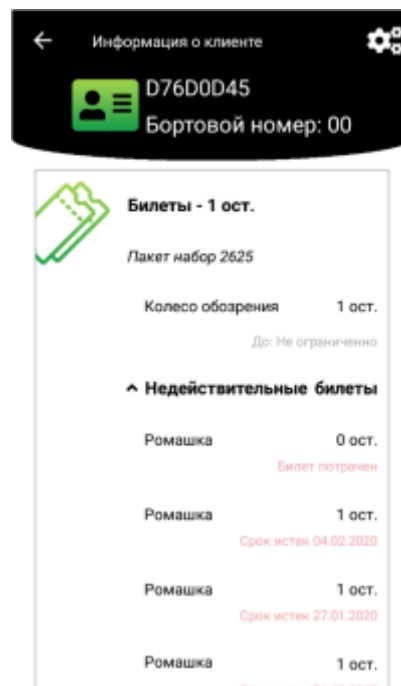 Информация о клиенте
D76D0D45
Бортовой номер: 00
Билеты - 1 ост.
Пакет набор 2625
Колесо обозрения 1 ост.
До: Не ограниченно
Недействительные билеты
Ромашка 0 ост.
Билет потрачен
Ромашка 1 ост.
Срок истек 04.02.2020
Ромашка 1 ост.
Срок истек 27.01.2020
Ромашка 1 ост.